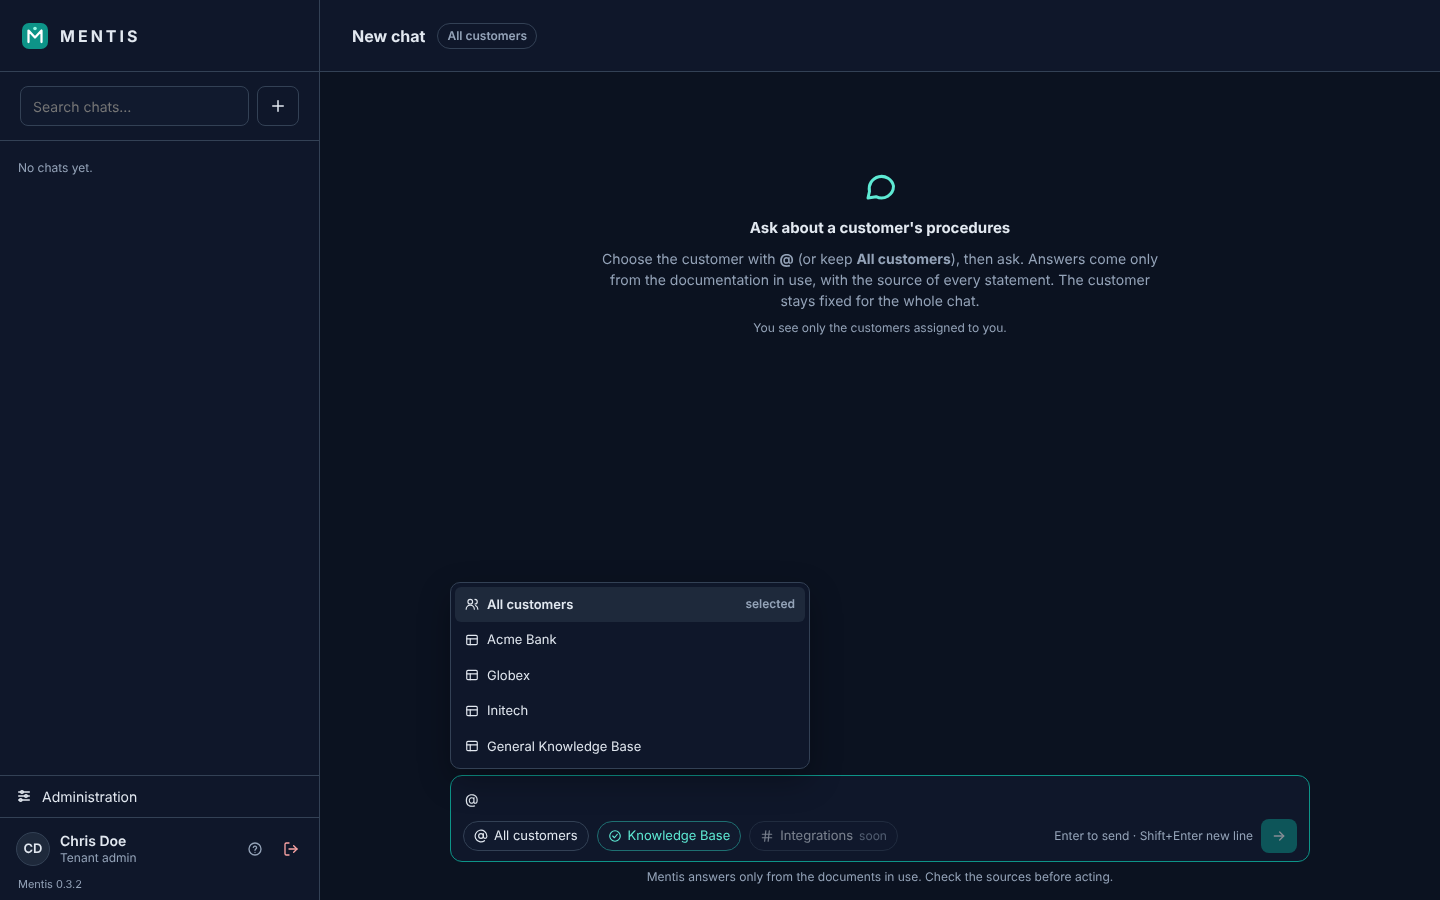 MENTIS
New chat
All customers
Search chats...
No chats yet.
Ask about a customer's procedures
Choose the customer with @ (or keep All customers), then ask. Answers come only
from the documentation in use, with the source of every statement. The customer
stays fixed for the whole chat.
You see only the customers assigned to you.
All customers
selected
Acme Bank
Globex
Initech
General Knowledge Base
@
@ All customers
Knowledge Base
# Integrations soon
Enter to send · Shift+Enter new line
Mentis answers only from the documents in use. Check the sources before acting.
Administration
CD
Chris Doe
Tenant admin
Mentis 0.3.2